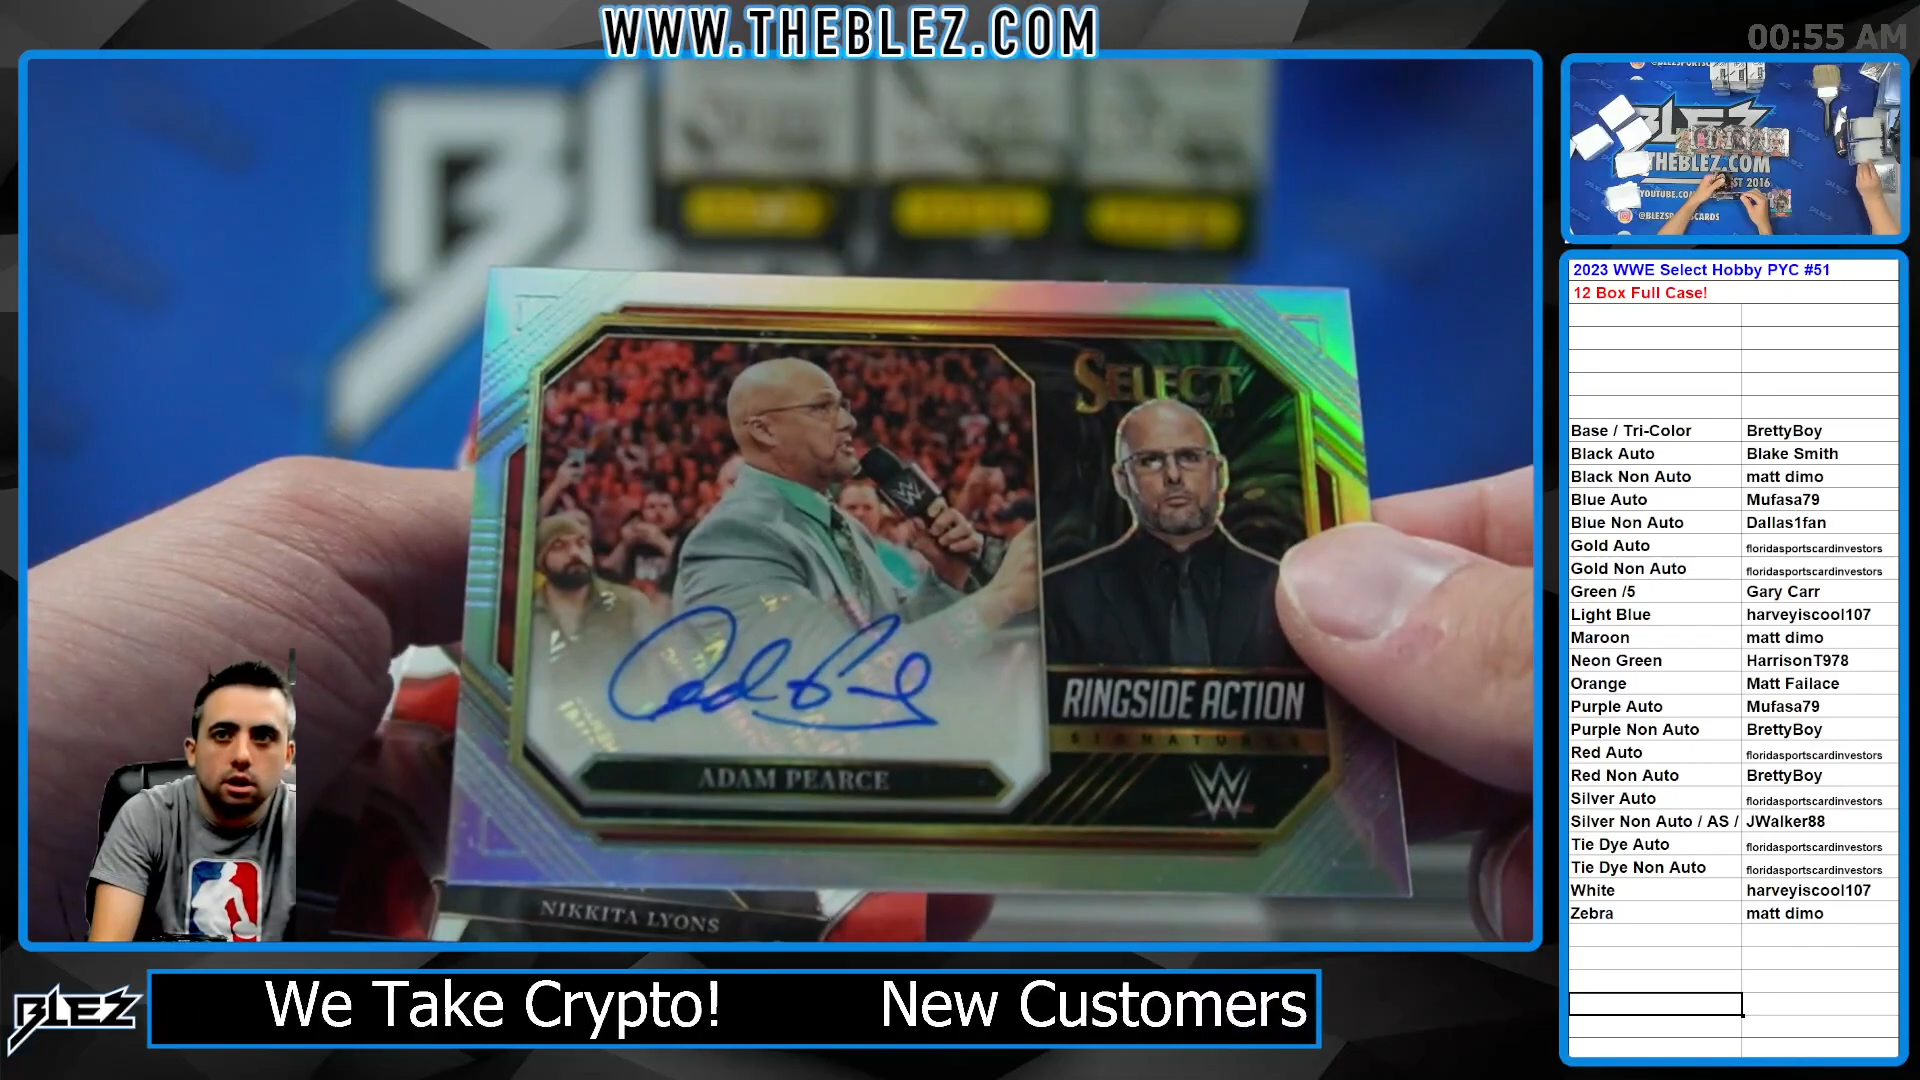 WWW.THEBLEZ.COM
00:55 AM
SELECT
RINGSIDE ACTION
SIGNATURES
W
ADAM PEARCE
NIKKITA LYONS
BLEZ
THEBLEZ.COM
@BLEZSP
CARDS
2023 WWE Select Hobby PYC #51
12 Box Full Case!
Base / Tri-Color BrettyBoy
Black Auto Blake Smith
Black Non Auto matt dimo
Blue Auto Mufasa79
Blue Non Auto Dallas1fan
Gold Auto floridasportscardinvestors
Gold Non Auto floridasportscardinvestors
Green /5 Gary Carr
Light Blue harveyiscool107
Maroon matt dimo
Neon Green HarrisonT978
Orange Matt Failace
Purple Auto Mufasa79
Purple Non Auto BrettyBoy
Red Auto floridasportscardinvestors
Red Non Auto BrettyBoy
Silver Auto floridasportscardinvestors
Silver Non Auto / AS / JWalker88
Tie Dye Auto floridasportscardinvestors
Tie Dye Non Auto floridasportscardinvestors
White harveyiscool107
Zebra matt dimo
BLEZ
We Take Crypto! New Customers